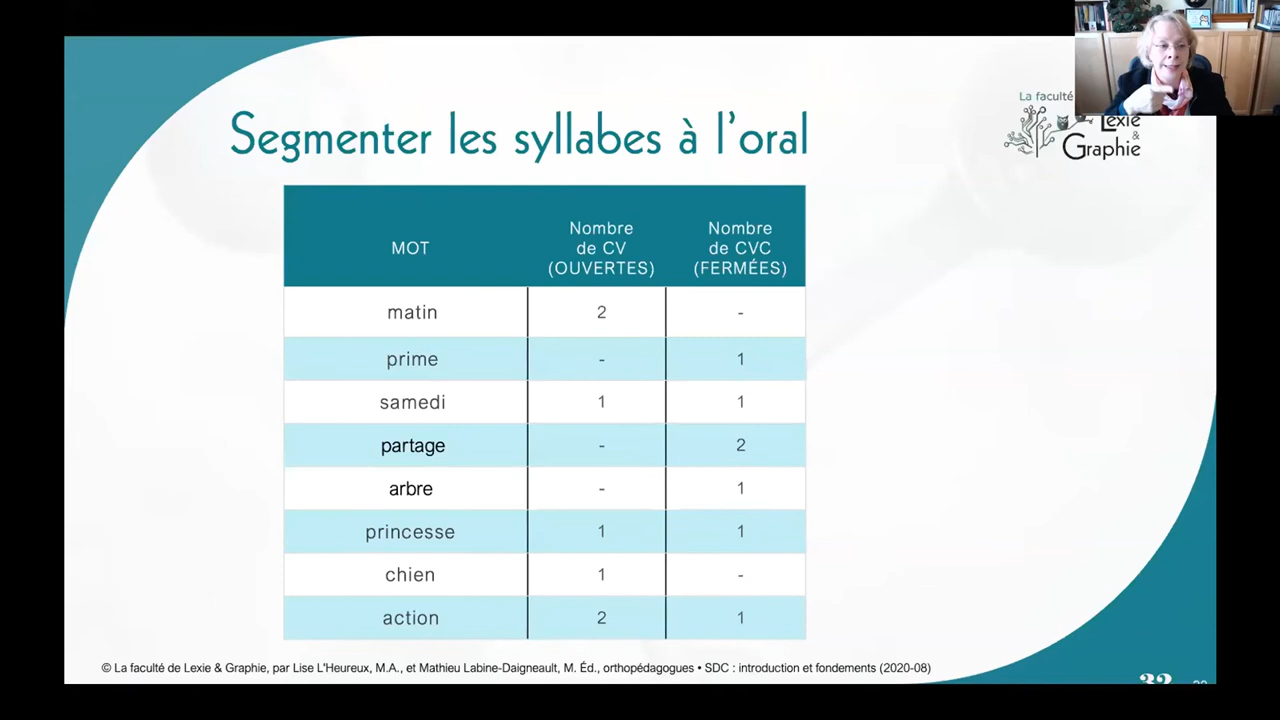 Segmenter les syllabes à l'oral
La faculté
Lexie
&
Graphie
MOT
Nombre
de CV
(OUVERTES)
Nombre
de CVC
(FERMÉES)
matin 2 -
prime - 1
samedi 1 1
partage - 2
arbre - 1
princesse 1 1
chien 1 -
action 2 1
© La faculté de Lexie & Graphie, par Lise L'Heureux, M.A., et Mathieu Labine-Daigneault, M. Éd., orthopédagogues • SDC : introduction et fondements (2020-08)
32